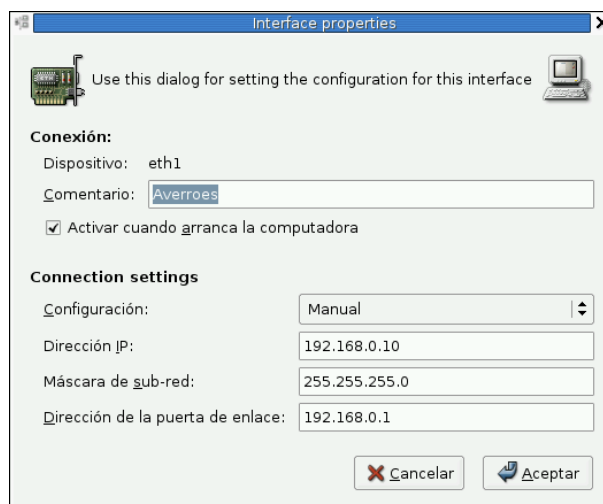 Interface properties
Use this dialog for setting the configuration for this interface
Conexión:
Dispositivo: eth1
Comentario: Averroes
Activar cuando arranca la computadora
Connection settings
Configuración: Manual
Dirección IP: 192.168.0.10
Máscara de sub-red: 255.255.255.0
Dirección de la puerta de enlace: 192.168.0.1
Cancelar Aceptar